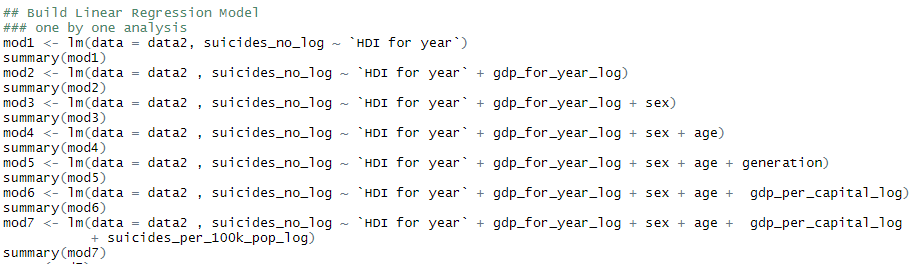 ## Build Linear Regression Model
### one by one analysis
mod1 <- lm(data = data2, suicides_no_log ~ `HDI for year`)
summary(mod1)
mod2 <- lm(data = data2 , suicides_no_log ~ `HDI for year` + gdp_for_year_log)
summary(mod2)
mod3 <- lm(data = data2 , suicides_no_log ~ `HDI for year` + gdp_for_year_log + sex)
summary(mod3)
mod4 <- lm(data = data2 , suicides_no_log ~ `HDI for year` + gdp_for_year_log + sex + age)
summary(mod4)
mod5 <- lm(data = data2 , suicides_no_log ~ `HDI for year` + gdp_for_year_log + sex + age + generation)
summary(mod5)
mod6 <- lm(data = data2 , suicides_no_log ~ `HDI for year` + gdp_for_year_log + sex + age +  gdp_per_capital_log)
summary(mod6)
mod7 <- lm(data = data2 , suicides_no_log ~ `HDI for year` + gdp_for_year_log + sex + age +  gdp_per_capital_log
           + suicides_per_100k_pop_log)
summary(mod7)